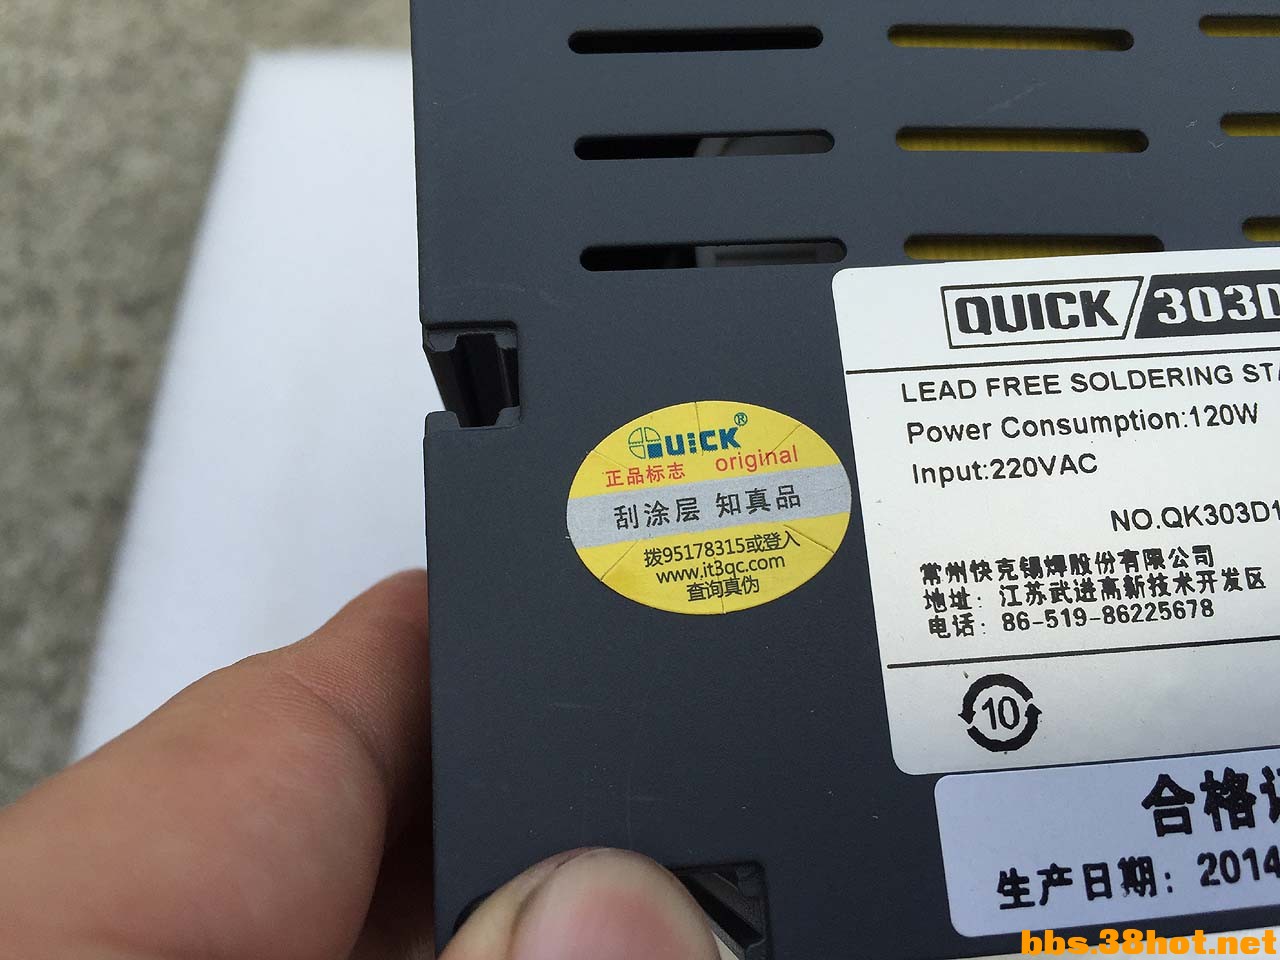 QUICK®
正品标志 original
刮涂层 知真品
拨95178315或登入
www.it3qc.com
查询真伪
QUICK 303D
LEAD FREE SOLDERING STA
Power Consumption:120W
Input:220VAC
NO.QK303D1
常州快克锡焊股份有限公司
地址: 江苏武进高新技术开发区
电话: 86-519-86225678
10
合格证
生产日期: 2014
bbs.38hot.net